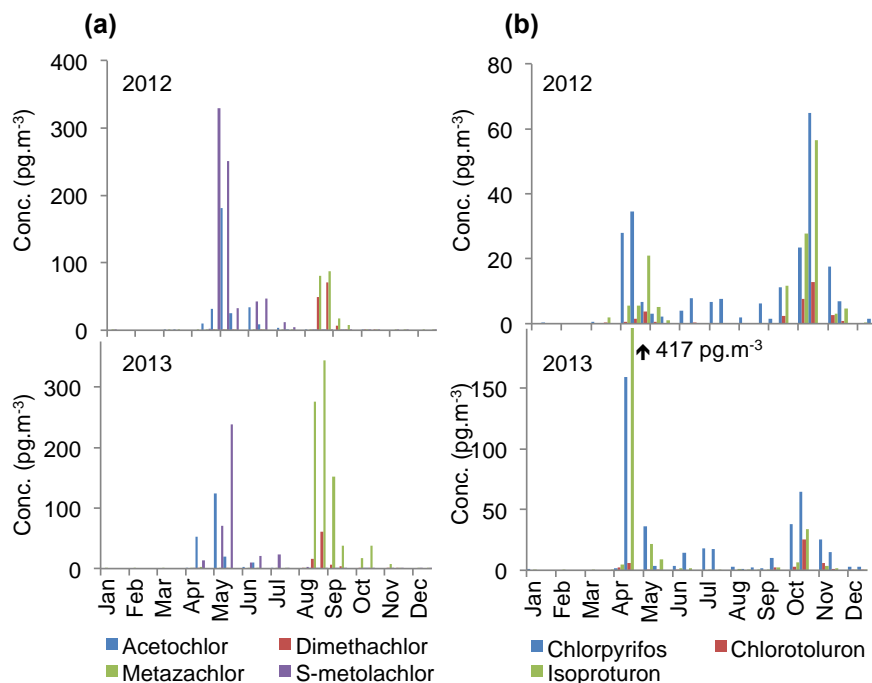 (a)
400
300
200
100
0
Conc. (pg.m-3)
2012
300
200
100
0
Conc. (pg.m-3)
2013
Jan Feb Mar Apr May Jun Jul Aug Sep Oct Nov Dec
Acetochlor Dimethachlor
Metazachlor S-metolachlor
(b)
80
60
40
20
0
Conc. (pg.m-3)
2012
150
100
50
0
Conc. (pg.m-3)
2013
417 pg.m-3
Jan Feb Mar Apr May Jun Jul Aug Sep Oct Nov Dec
Chlorpyrifos Chlorotoluron
Isoproturon